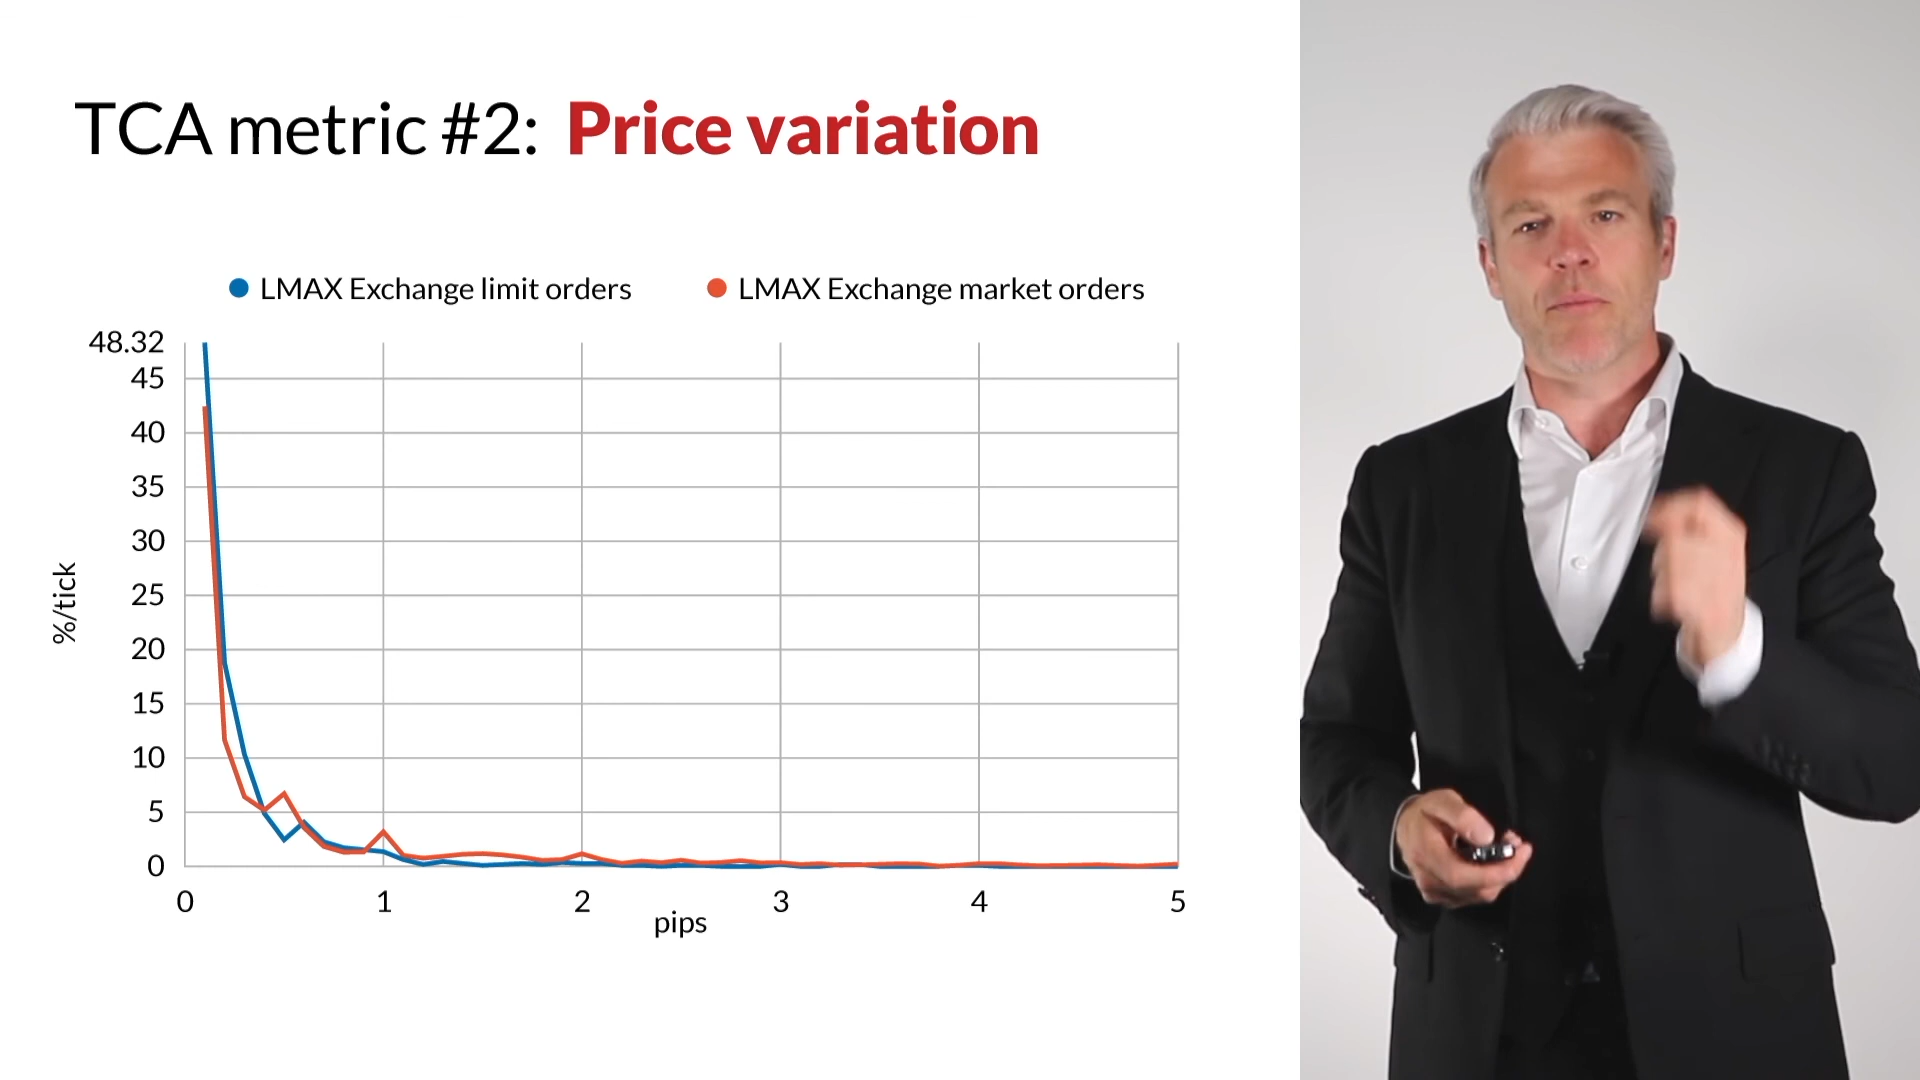 TCA metric #2: Price variation
LMAX Exchange limit orders
LMAX Exchange market orders
48.32
45
40
35
30
25
20
15
10
5
0
%/tick
0 1 2 3 4 5
pips